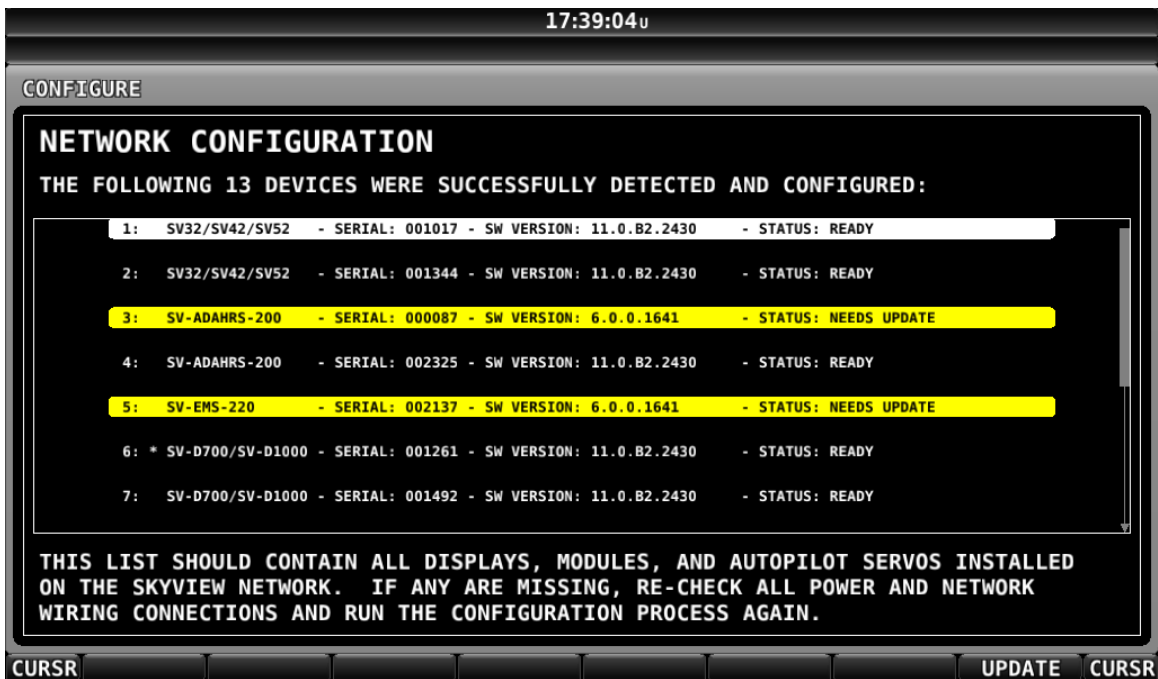 17:39:04U
CONFIGURE
NETWORK CONFIGURATION
THE FOLLOWING 13 DEVICES WERE SUCCESSFULLY DETECTED AND CONFIGURED:
1: SV32/SV42/SV52 - SERIAL: 001017 - SW VERSION: 11.0.B2.2430 - STATUS: READY
2: SV32/SV42/SV52 - SERIAL: 001344 - SW VERSION: 11.0.B2.2430 - STATUS: READY
3: SV-ADAHRS-200 - SERIAL: 000087 - SW VERSION: 6.0.0.1641 - STATUS: NEEDS UPDATE
4: SV-ADAHRS-200 - SERIAL: 002325 - SW VERSION: 11.0.B2.2430 - STATUS: READY
5: SV-EMS-220 - SERIAL: 002137 - SW VERSION: 6.0.0.1641 - STATUS: NEEDS UPDATE
6: * SV-D700/SV-D1000 - SERIAL: 001261 - SW VERSION: 11.0.B2.2430 - STATUS: READY
7: SV-D700/SV-D1000 - SERIAL: 001492 - SW VERSION: 11.0.B2.2430 - STATUS: READY
THIS LIST SHOULD CONTAIN ALL DISPLAYS, MODULES, AND AUTOPILOT SERVOS INSTALLED
ON THE SKYVIEW NETWORK. IF ANY ARE MISSING, RE-CHECK ALL POWER AND NETWORK
WIRING CONNECTIONS AND RUN THE CONFIGURATION PROCESS AGAIN.
CURSR UPDATE CURSR